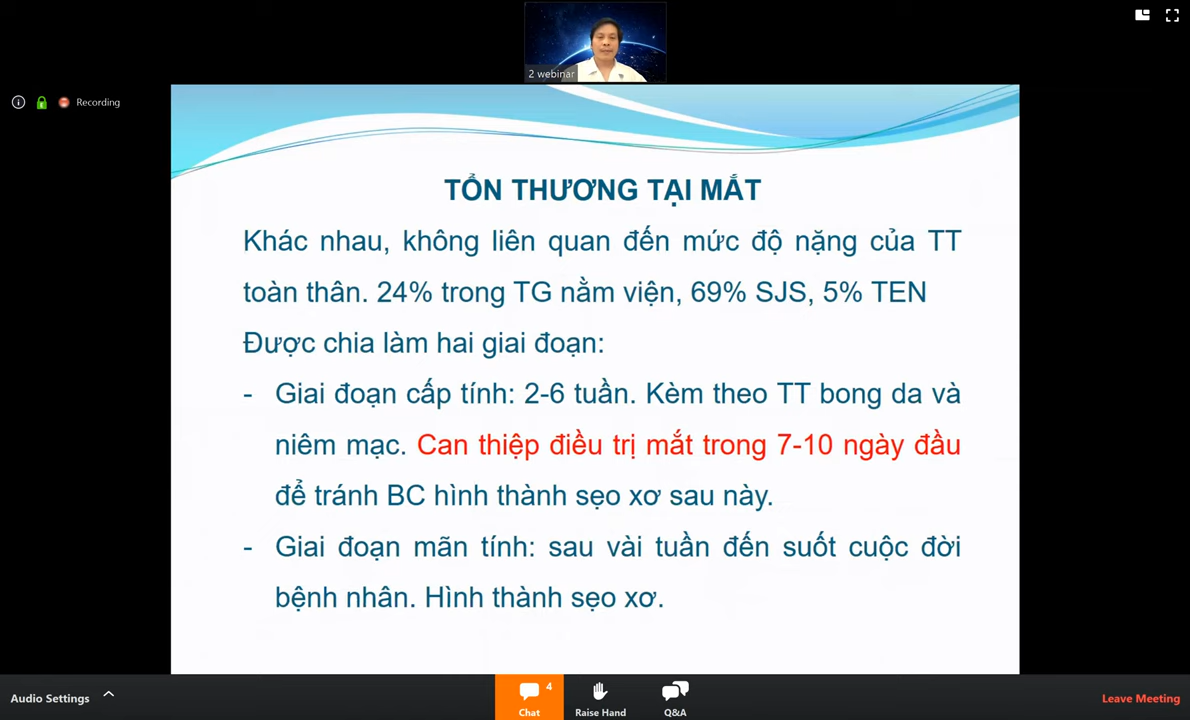 2 webinar
Recording
TỔN THƯƠNG TẠI MẮT
Khác nhau, không liên quan đến mức độ nặng của TT
toàn thân. 24% trong TG nằm viện, 69% SJS, 5% TEN
Được chia làm hai giai đoạn:
- Giai đoạn cấp tính: 2-6 tuần. Kèm theo TT bong da và
niêm mạc. Can thiệp điều trị mắt trong 7-10 ngày đầu
để tránh BC hình thành sẹo xơ sau này.
- Giai đoạn mãn tính: sau vài tuần đến suốt cuộc đời
bệnh nhân. Hình thành sẹo xơ.
Audio Settings
4
Chat
Raise Hand
Q&A
Leave Meeting